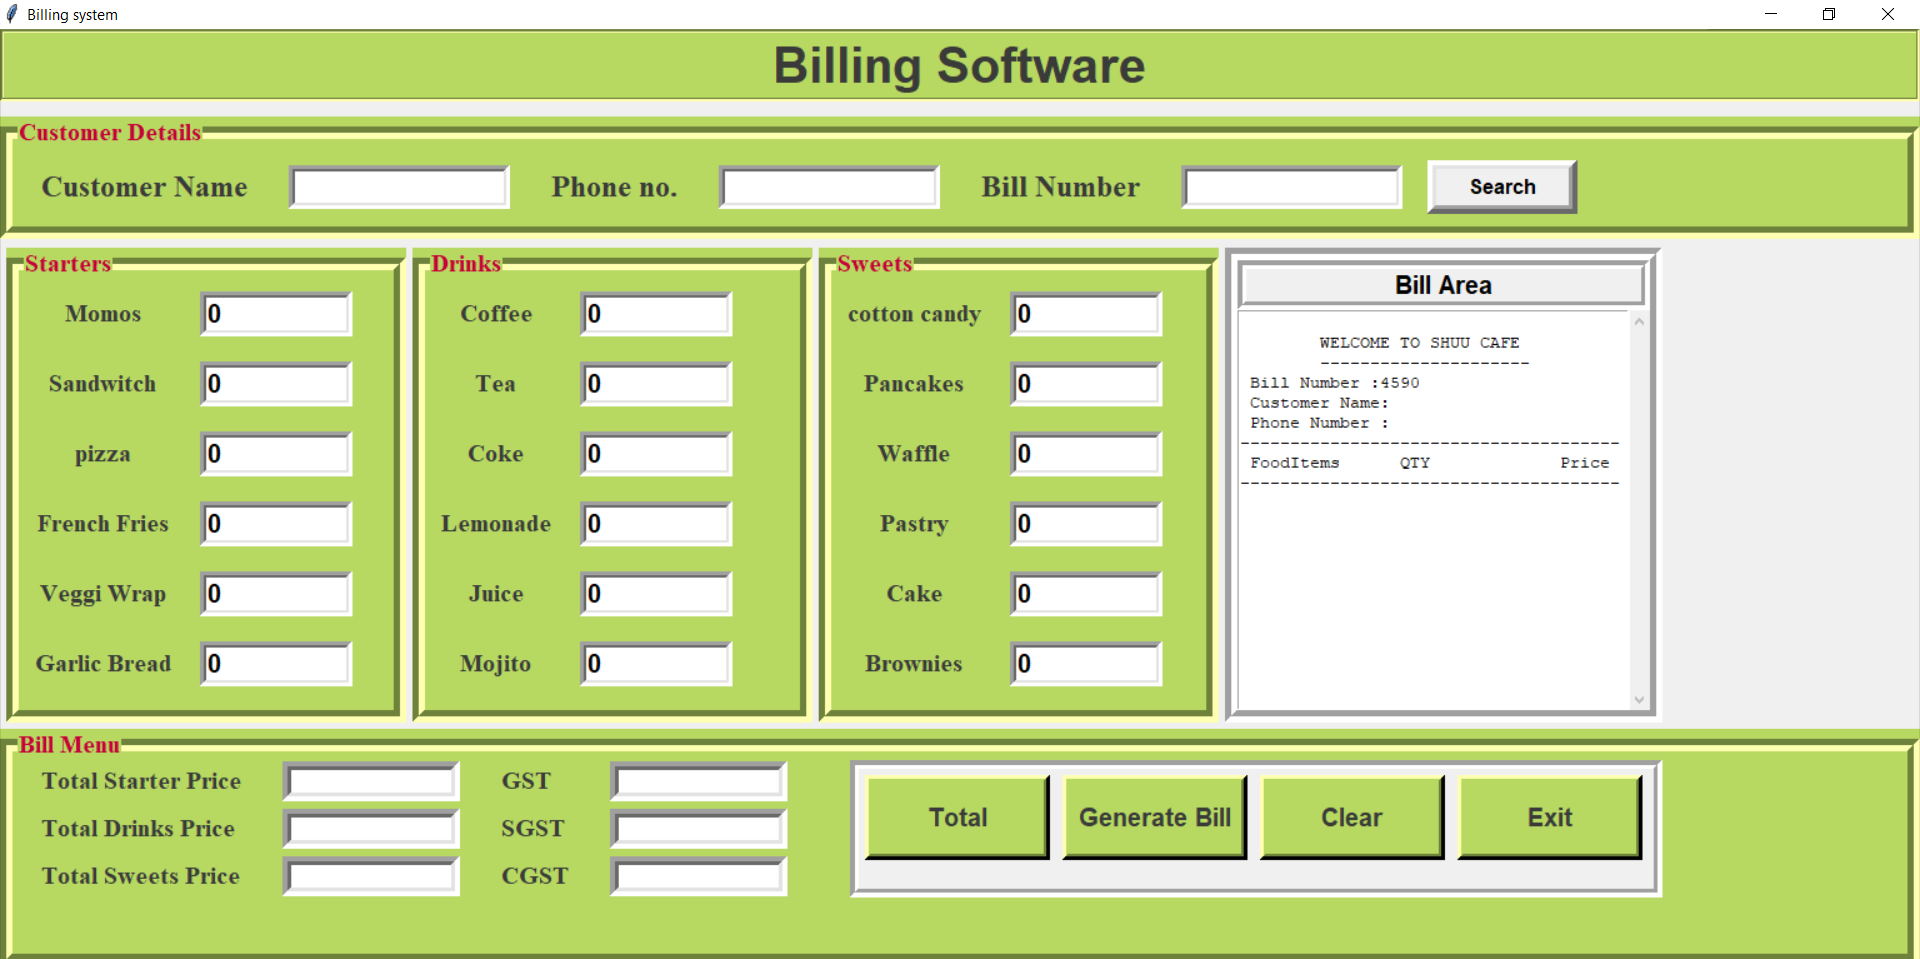 Billing system
Billing Software
Customer Details
Customer Name Phone no. Bill Number Search
Starters
Momos 0
Sandwitch 0
pizza 0
French Fries 0
Veggi Wrap 0
Garlic Bread 0
Drinks
Coffee 0
Tea 0
Coke 0
Lemonade 0
Juice 0
Mojito 0
Sweets
cotton candy 0
Pancakes 0
Waffle 0
Pastry 0
Cake 0
Brownies 0
Bill Area
WELCOME TO SHUU CAFE
---------------------
Bill Number :4590
Customer Name:
Phone Number :
--------------------------------------
FoodItems QTY Price
--------------------------------------
Bill Menu
Total Starter Price GST
Total Drinks Price SGST
Total Sweets Price CGST
Total Generate Bill Clear Exit